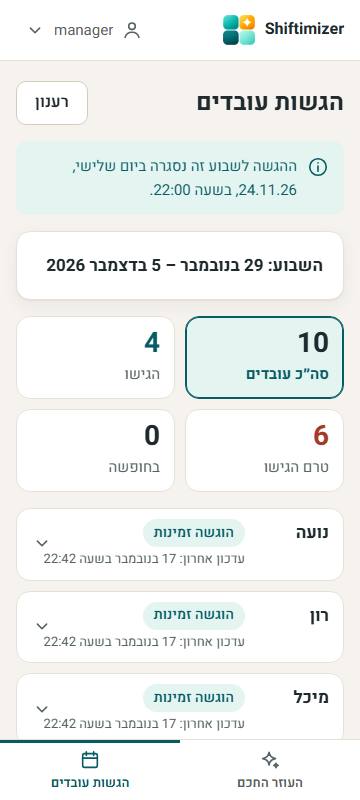 Shiftimizer
manager
הגשות עובדים
רענון
ההגשה לשבוע זה נסגרה ביום שלישי,
24.11.26, בשעה 22:00.
השבוע: 29 בנובמבר – 5 בדצמבר 2026
10
סה״כ עובדים
4
הגישו
6
טרם הגישו
0
בחופשה
נועה
הוגשה זמינות
עדכון אחרון: 17 בנובמבר בשעה 22:42
רון
הוגשה זמינות
עדכון אחרון: 17 בנובמבר בשעה 22:42
מיכל
הוגשה זמינות
עדכון אחרון: 17 בנובמבר בשעה 22:42
העוזר החכם
הגשות עובדים